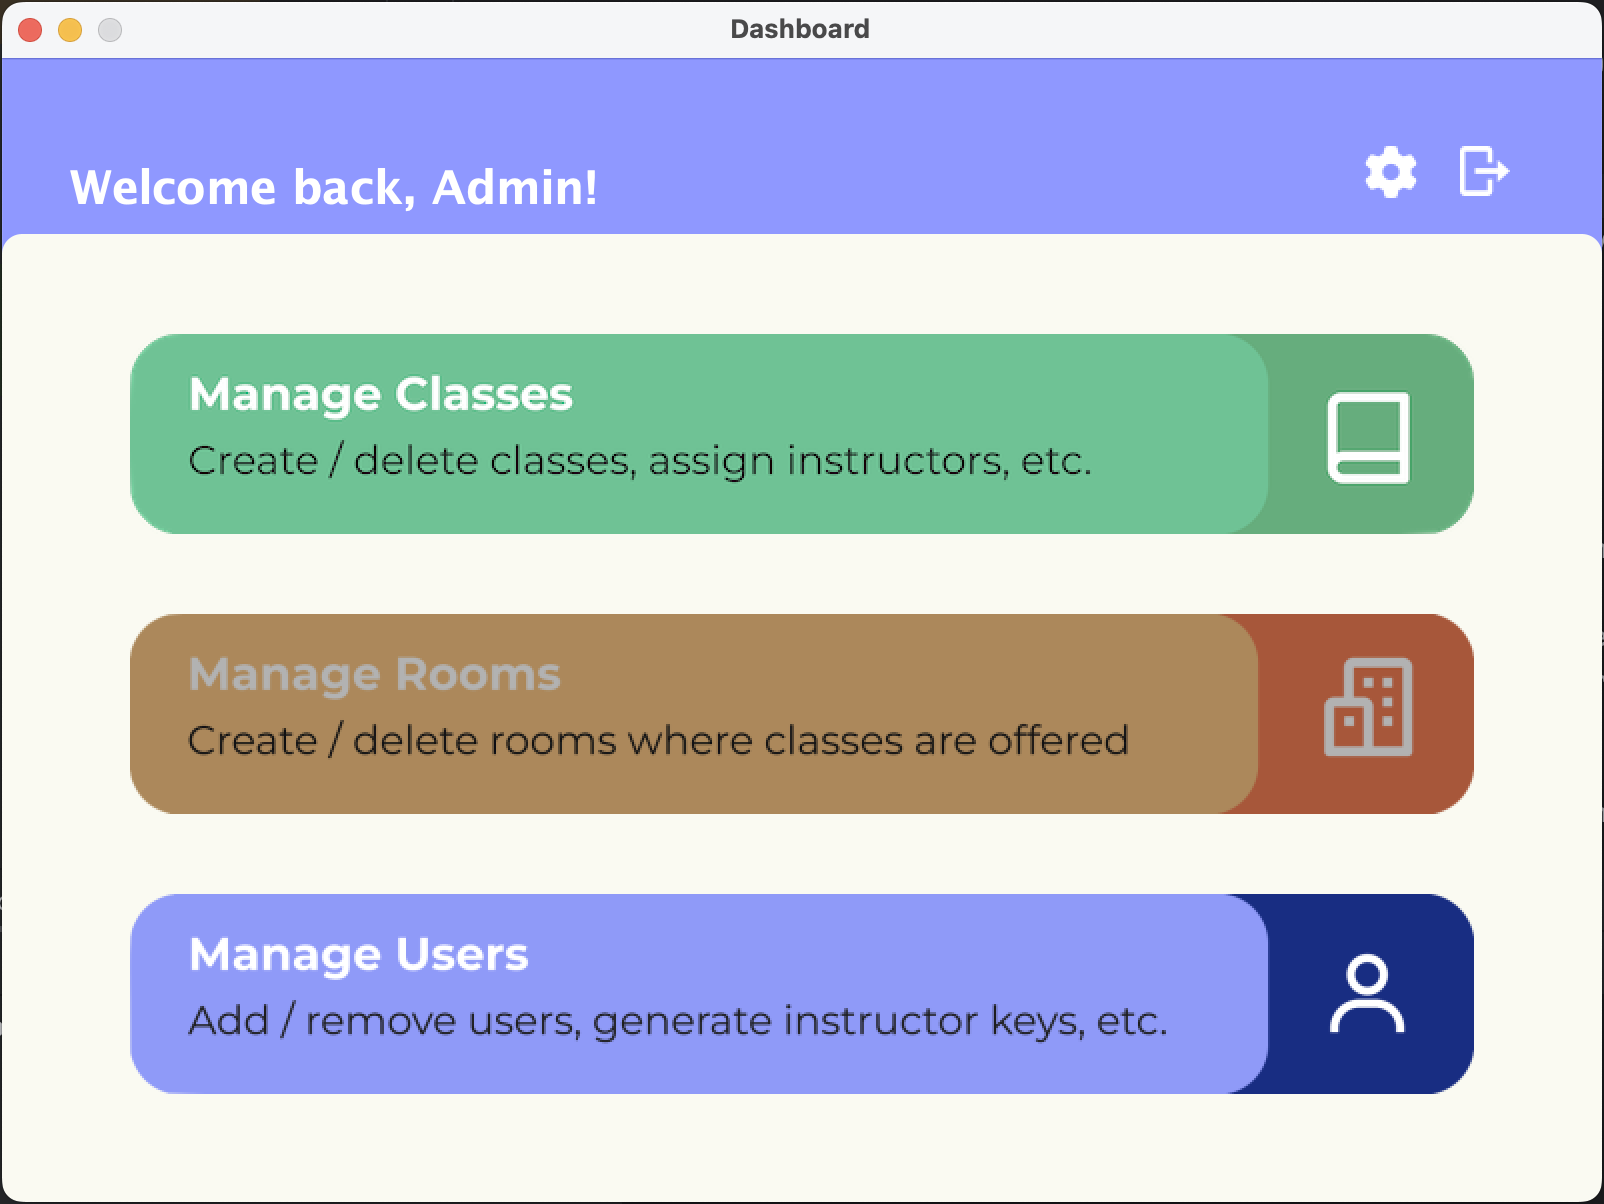 Dashboard
Welcome back, Admin!
Manage Classes
Create / delete classes, assign instructors, etc.
Manage Rooms
Create / delete rooms where classes are offered
Manage Users
Add / remove users, generate instructor keys, etc.